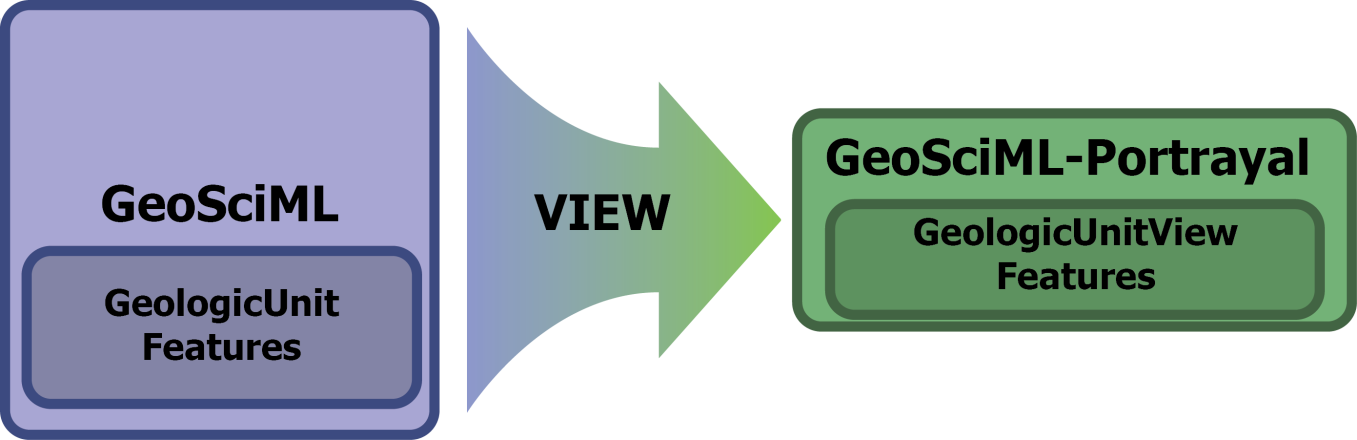 GeoSciML
GeologicUnit
Features
VIEW
GeoSciML-Portrayal
GeologicUnitView
Features